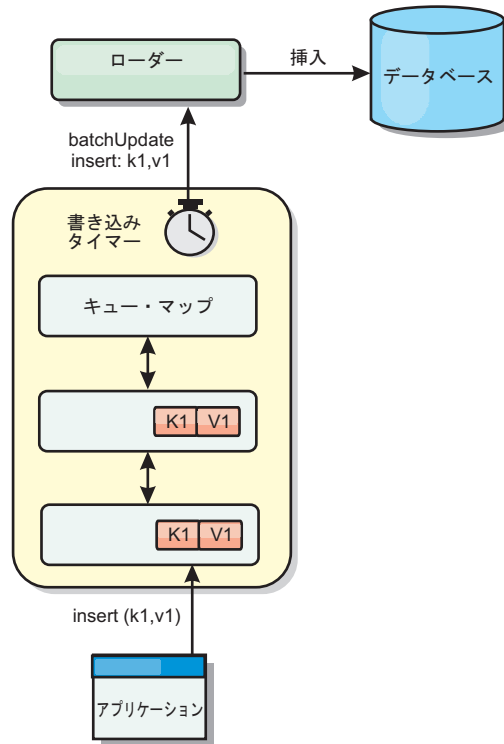 ローダー
挿入
データベース
batchUpdate
insert: k1,v1
書き込み
タイマー
キュー・マップ
K1 V1
K1 V1
insert (k1,v1)
アプリケーション